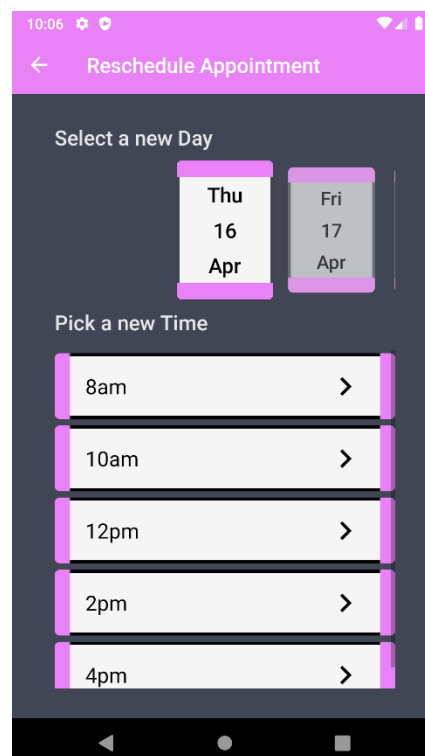 10:06
Reschedule Appointment
Select a new Day
Thu
16
Apr
Fri
17
Apr
Pick a new Time
8am
10am
12pm
2pm
4pm